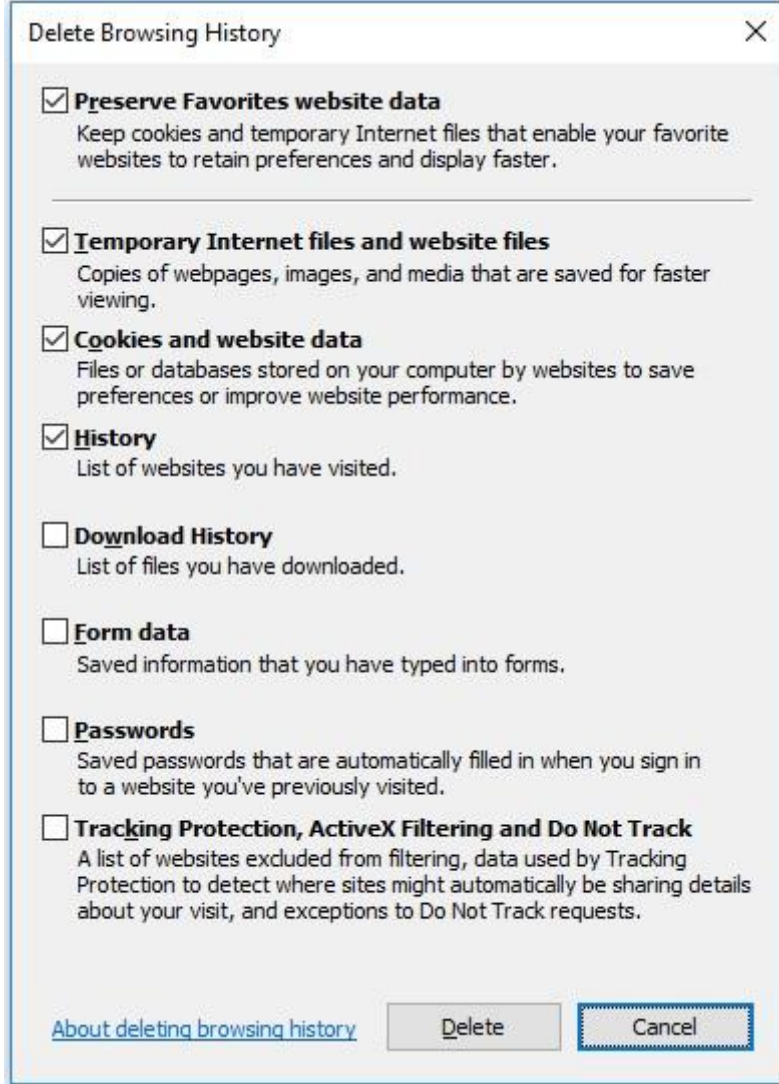 Delete Browsing History
Preserve Favorites website data
Keep cookies and temporary Internet files that enable your favorite
websites to retain preferences and display faster.
Temporary Internet files and website files
Copies of webpages, images, and media that are saved for faster
viewing.
Cookies and website data
Files or databases stored on your computer by websites to save
preferences or improve website performance.
History
List of websites you have visited.
Download History
List of files you have downloaded.
Form data
Saved information that you have typed into forms.
Passwords
Saved passwords that are automatically filled in when you sign in
to a website you've previously visited.
Tracking Protection, ActiveX Filtering and Do Not Track
A list of websites excluded from filtering, data used by Tracking
Protection to detect where sites might automatically be sharing details
about your visit, and exceptions to Do Not Track requests.
About deleting browsing history Delete Cancel